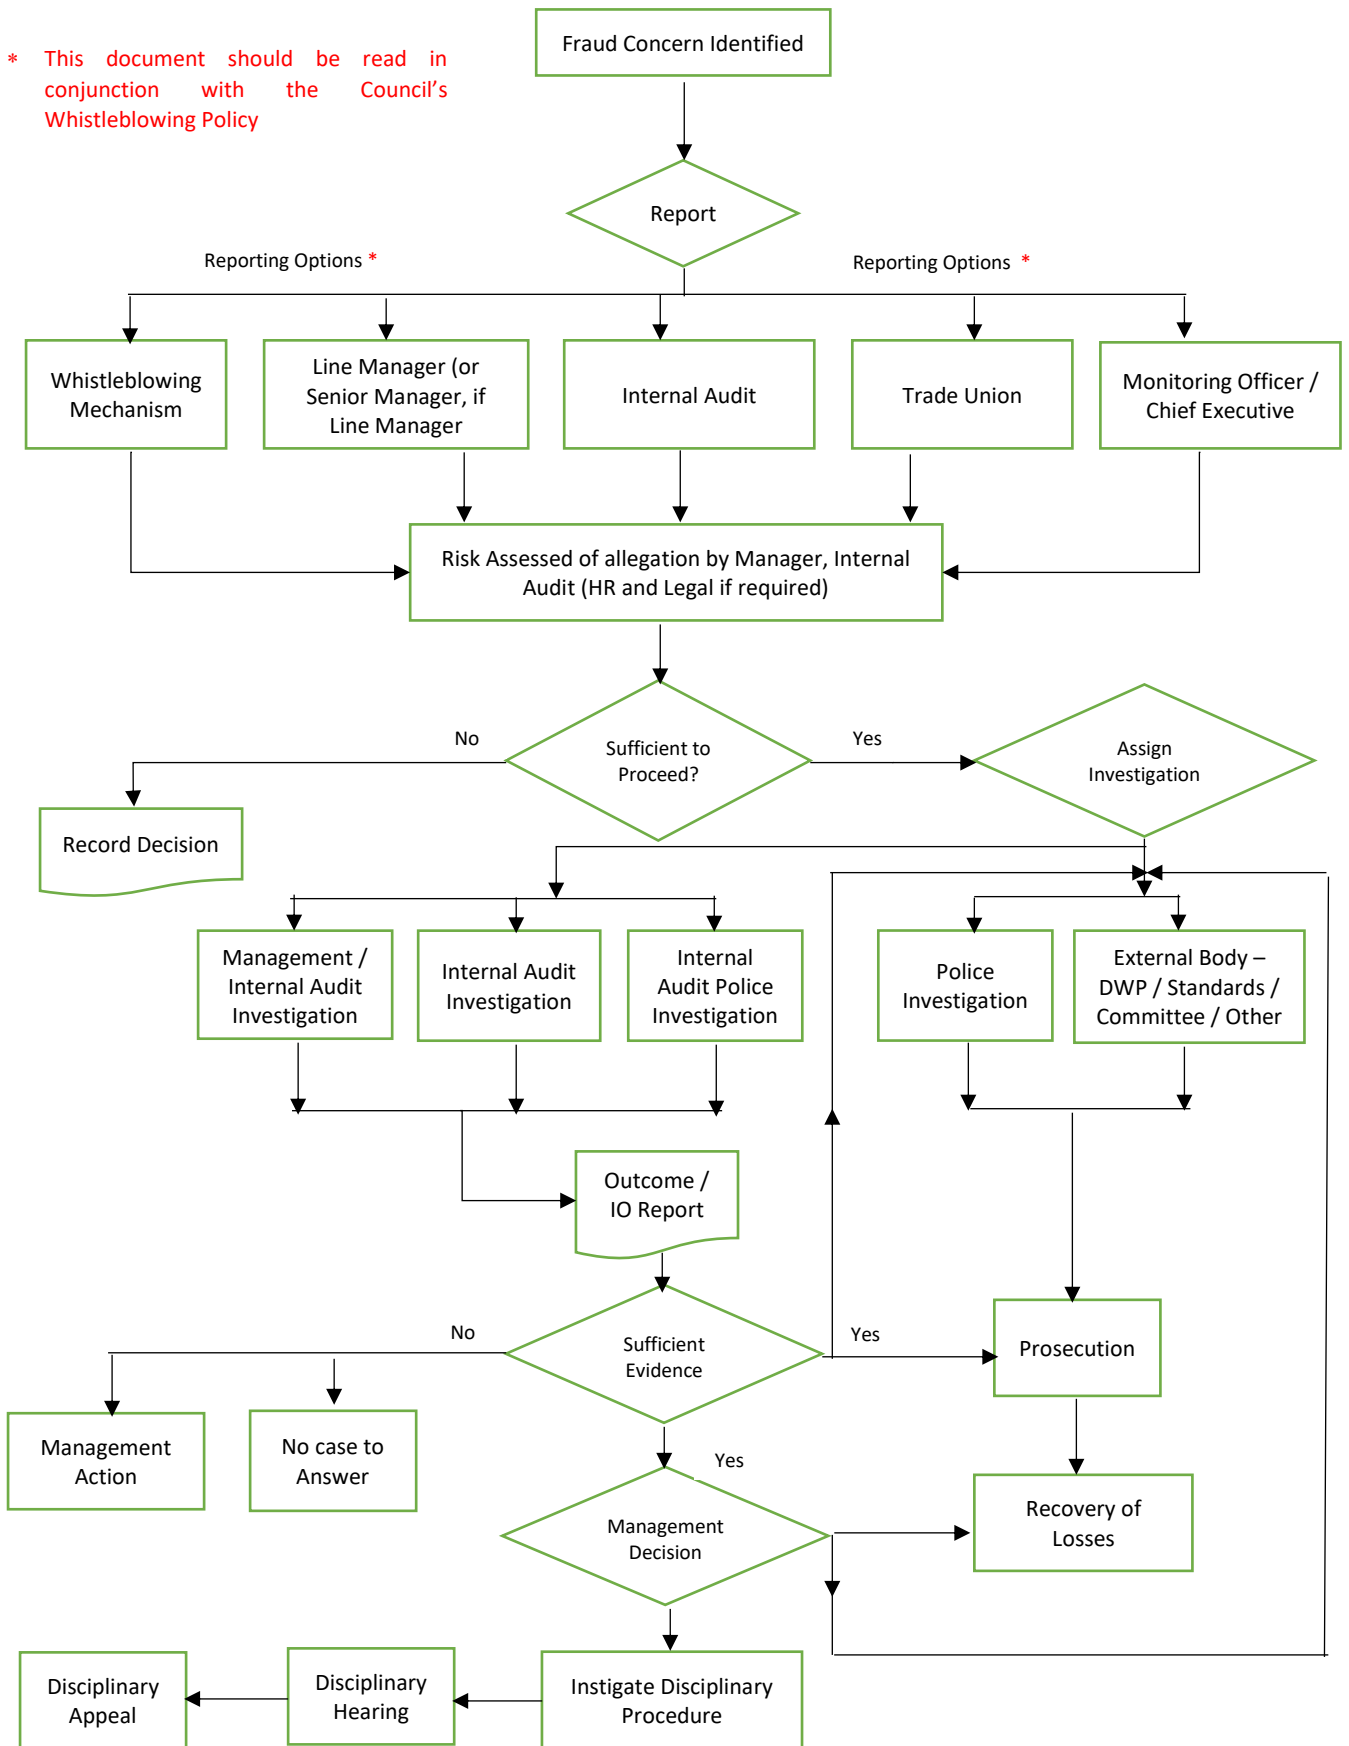 Fraud Concern Identified
* This document should be read in
conjunction with the Council’s
Whistleblowing Policy
Report
Reporting Options *
Reporting Options *
Whistleblowing
Mechanism
Line Manager (or
Senior Manager, if
Line Manager
Internal Audit
Trade Union
Monitoring Officer /
Chief Executive
Risk Assessed of allegation by Manager, Internal
Audit (HR and Legal if required)
No
Sufficient to
Proceed?
Yes
Assign
Investigation
Record Decision
Management /
Internal Audit
Investigation
Internal Audit
Investigation
Internal
Audit Police
Investigation
Police
Investigation
External Body –
DWP / Standards /
Committee / Other
Outcome /
IO Report
No
Sufficient
Evidence
Yes
Prosecution
Management
Action
No case to
Answer
Yes
Management
Decision
Recovery of
Losses
Disciplinary
Appeal
Disciplinary
Hearing
Instigate Disciplinary
Procedure